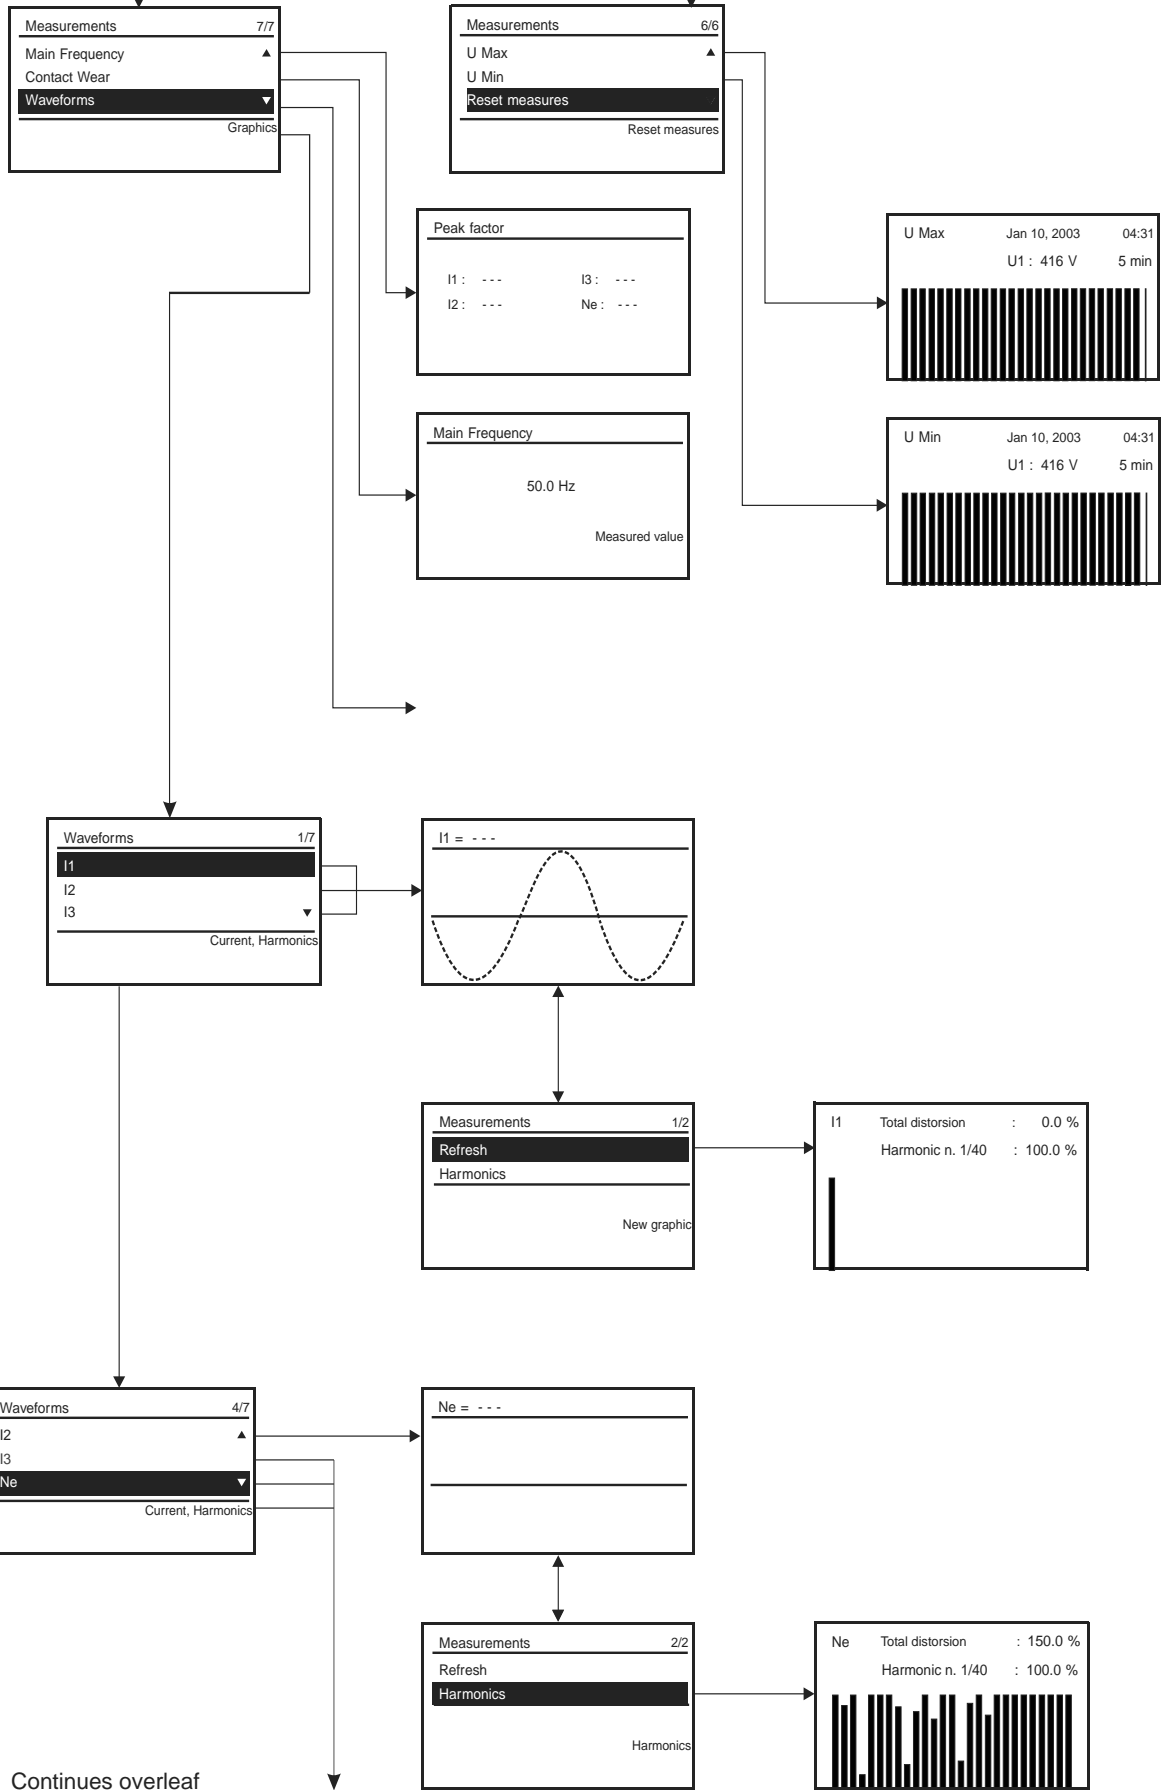 Measurements 7/7
Main Frequency
Contact Wear
Waveforms
Graphics
Measurements 6/6
U Max
U Min
Reset measures
Reset measures
Peak factor
I1 : - - - I3 : - - -
I2 : - - - Ne : - - -
U Max Jan 10, 2003 04:31
U1 : 416 V 5 min
Main Frequency
50.0 Hz
Measured value
U Min Jan 10, 2003 04:31
U1 : 416 V 5 min
Waveforms 1/7
I1
I2
I3
Current, Harmonics
I1 = - - -
Measurements 1/2
Refresh
Harmonics
New graphic
I1 Total distorsion : 0.0 %
Harmonic n. 1/40 : 100.0 %
Waveforms 4/7
I2
I3
Ne
Current, Harmonics
Ne = - - -
Measurements 2/2
Refresh
Harmonics
Harmonics
Ne Total distorsion : 150.0 %
Harmonic n. 1/40 : 100.0 %
Continues overleaf